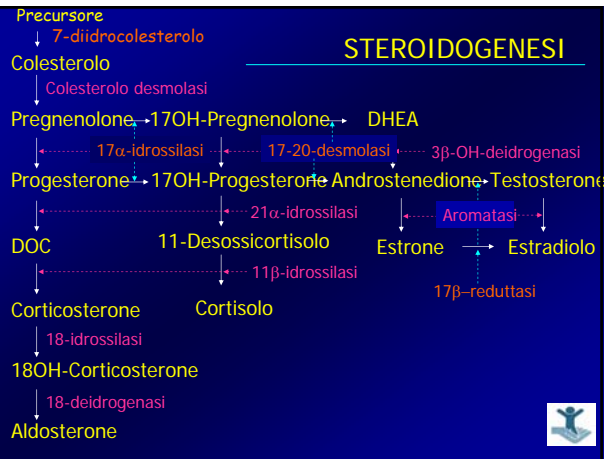 Precursore
7-diidrocolesterolo
STEROIDOGENESI
Colesterolo
Colesterolo desmolasi
Pregnenolone 17OH-Pregnenolone DHEA
17α-idrossilasi 17-20-desmolasi 3β-OH-deidrogenasi
Progesterone 17OH-Progesterone Androstenedione Testosterone
21α-idrossilasi Aromatasi
DOC 11-Desossicortisolo Estrone Estradiolo
11β-idrossilasi
17β–reduttasi
Corticosterone Cortisolo
18-idrossilasi
18OH-Corticosterone
18-deidrogenasi
Aldosterone